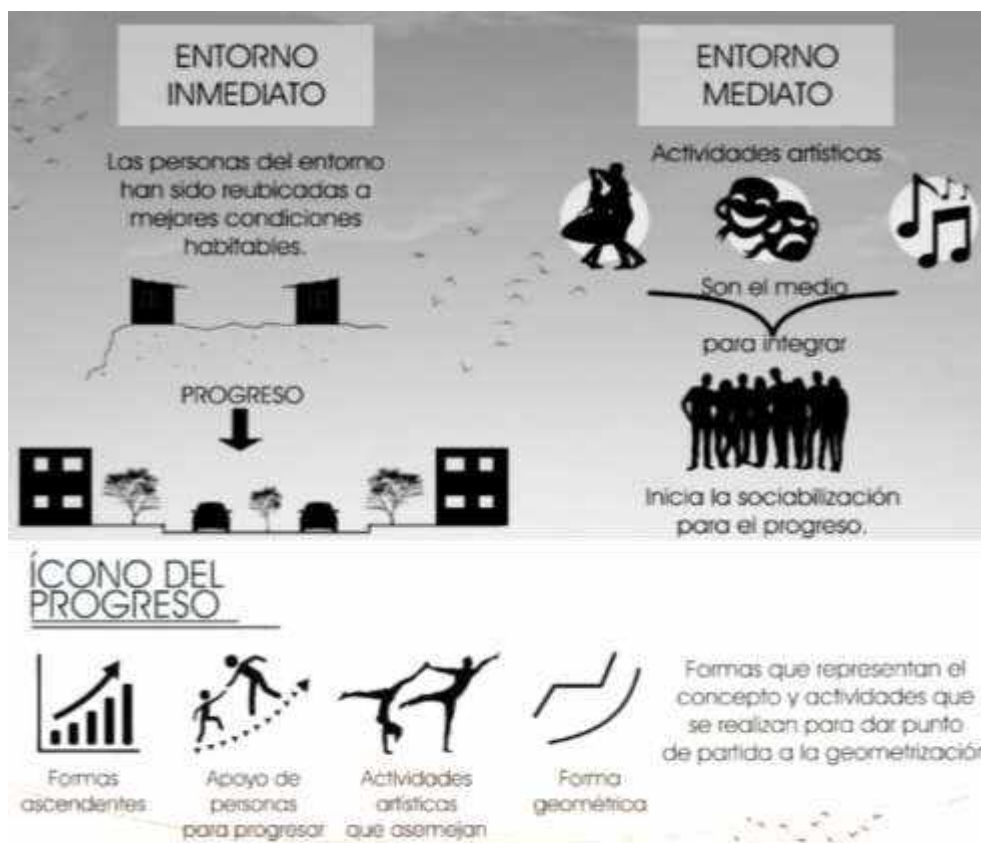 ENTORNO
INMEDIATO
Las personas del entorno
han sido reubicadas a
mejores condiciones
habitables.
PROGRESO
ENTORNO
MEDIATO
Actividades artísticas
Son el medio
para integrar
Inicia la sociabilización
para el progreso.
ÍCONO DEL
PROGRESO
Formas
ascendentes
Apoyo de
personas
para progresar
Actividades
artísticas
que asemejan
Forma
geométrica
Formas que representan el
concepto y actividades que
se realizan para dar punto
de partida a la geometrización